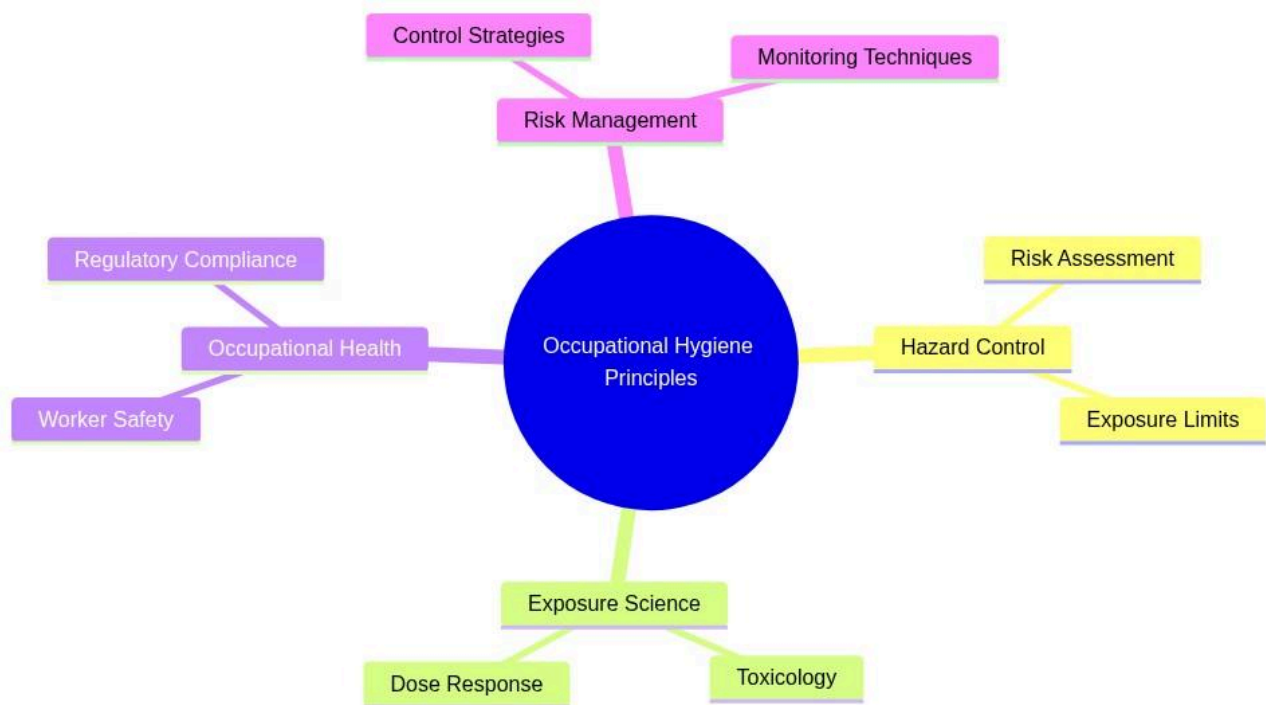 Control Strategies
Monitoring Techniques
Risk Management
Regulatory Compliance
Risk Assessment
Occupational Health
Occupational Hygiene
Principles
Hazard Control
Worker Safety
Exposure Limits
Exposure Science
Dose Response
Toxicology